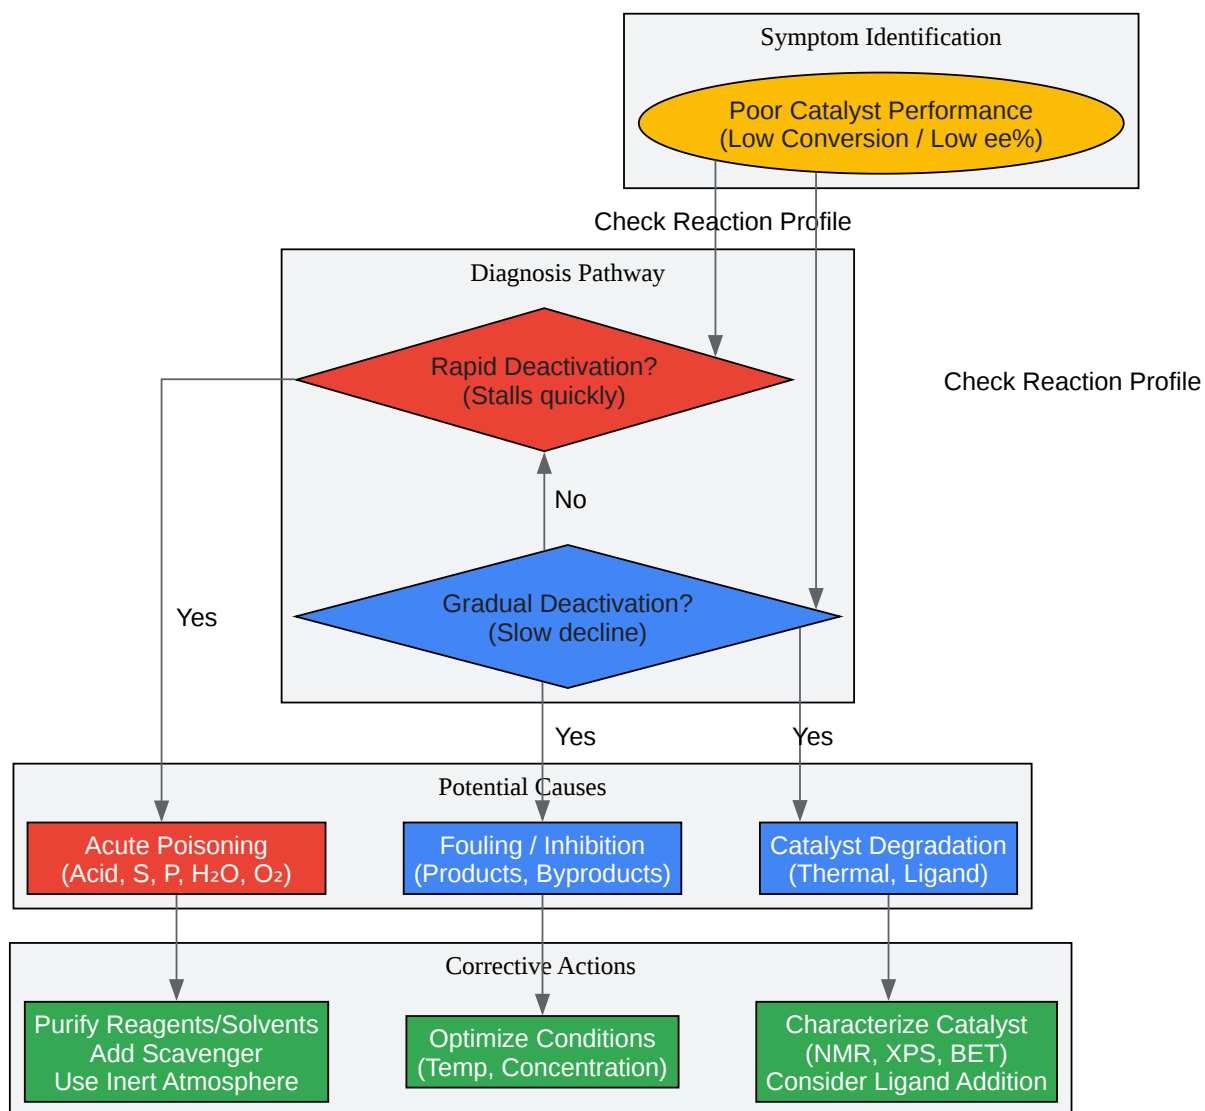 Symptom Identification
Poor Catalyst Performance
(Low Conversion / Low ee%)
Check Reaction Profile
Diagnosis Pathway
Rapid Deactivation?
(Stalls quickly)
Check Reaction Profile
No
Gradual Deactivation?
(Slow decline)
Yes
Yes
Yes
Potential Causes
Acute Poisoning
(Acid, S, P, H₂O, O₂)
Fouling / Inhibition
(Products, Byproducts)
Catalyst Degradation
(Thermal, Ligand)
Corrective Actions
Purify Reagents/Solvents
Add Scavenger
Use Inert Atmosphere
Optimize Conditions
(Temp, Concentration)
Characterize Catalyst
(NMR, XPS, BET)
Consider Ligand Addition